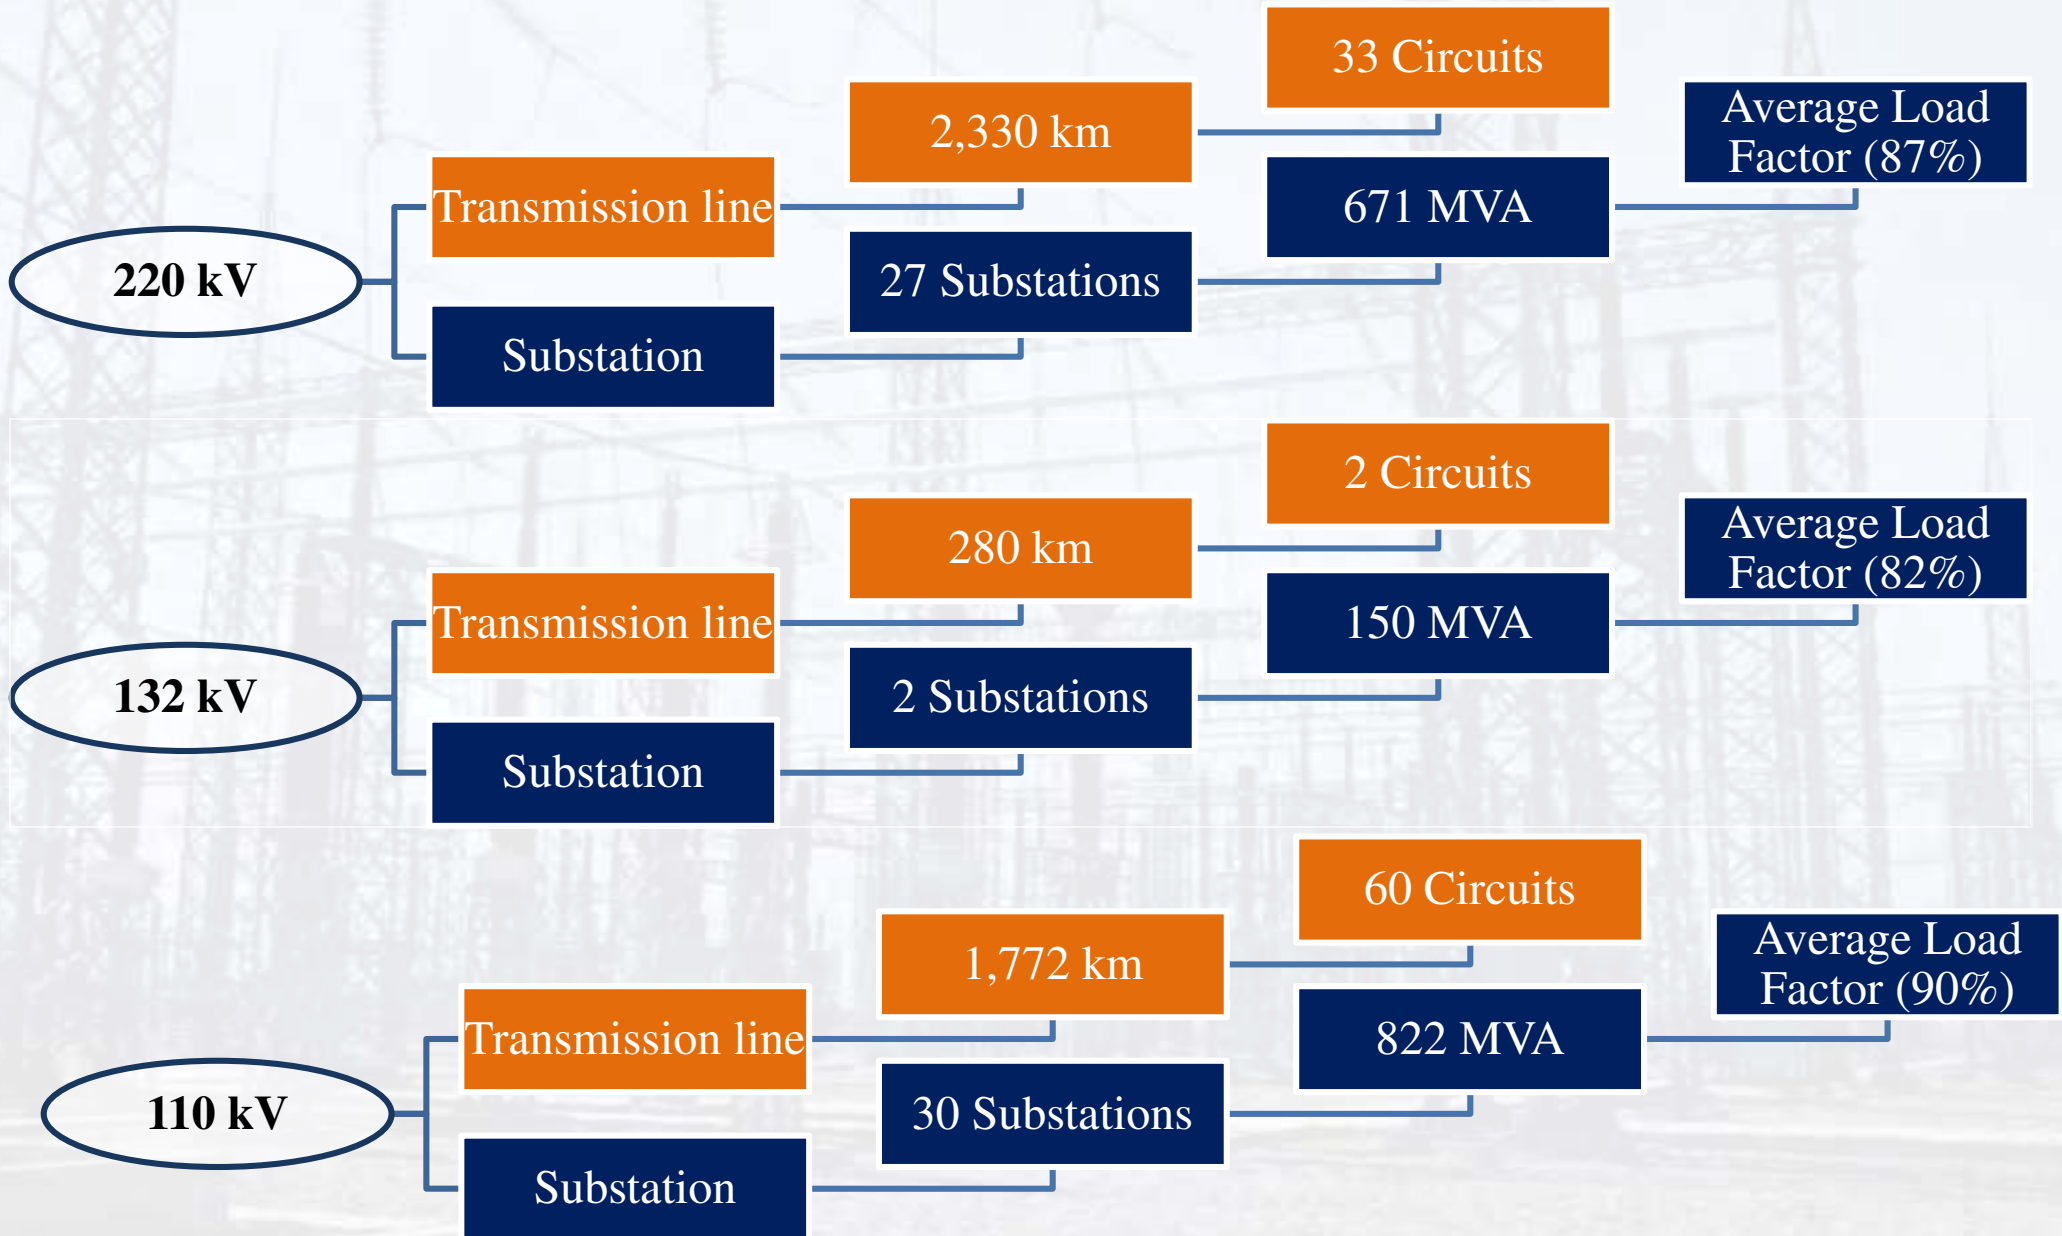 33 Circuits
2,330 km
Average Load
Factor (87%)
Transmission line
671 MVA
220 kV
27 Substations
Substation
2 Circuits
280 km
Average Load
Factor (82%)
Transmission line
150 MVA
132 kV
2 Substations
Substation
60 Circuits
1,772 km
Average Load
Factor (90%)
Transmission line
822 MVA
110 kV
30 Substations
Substation